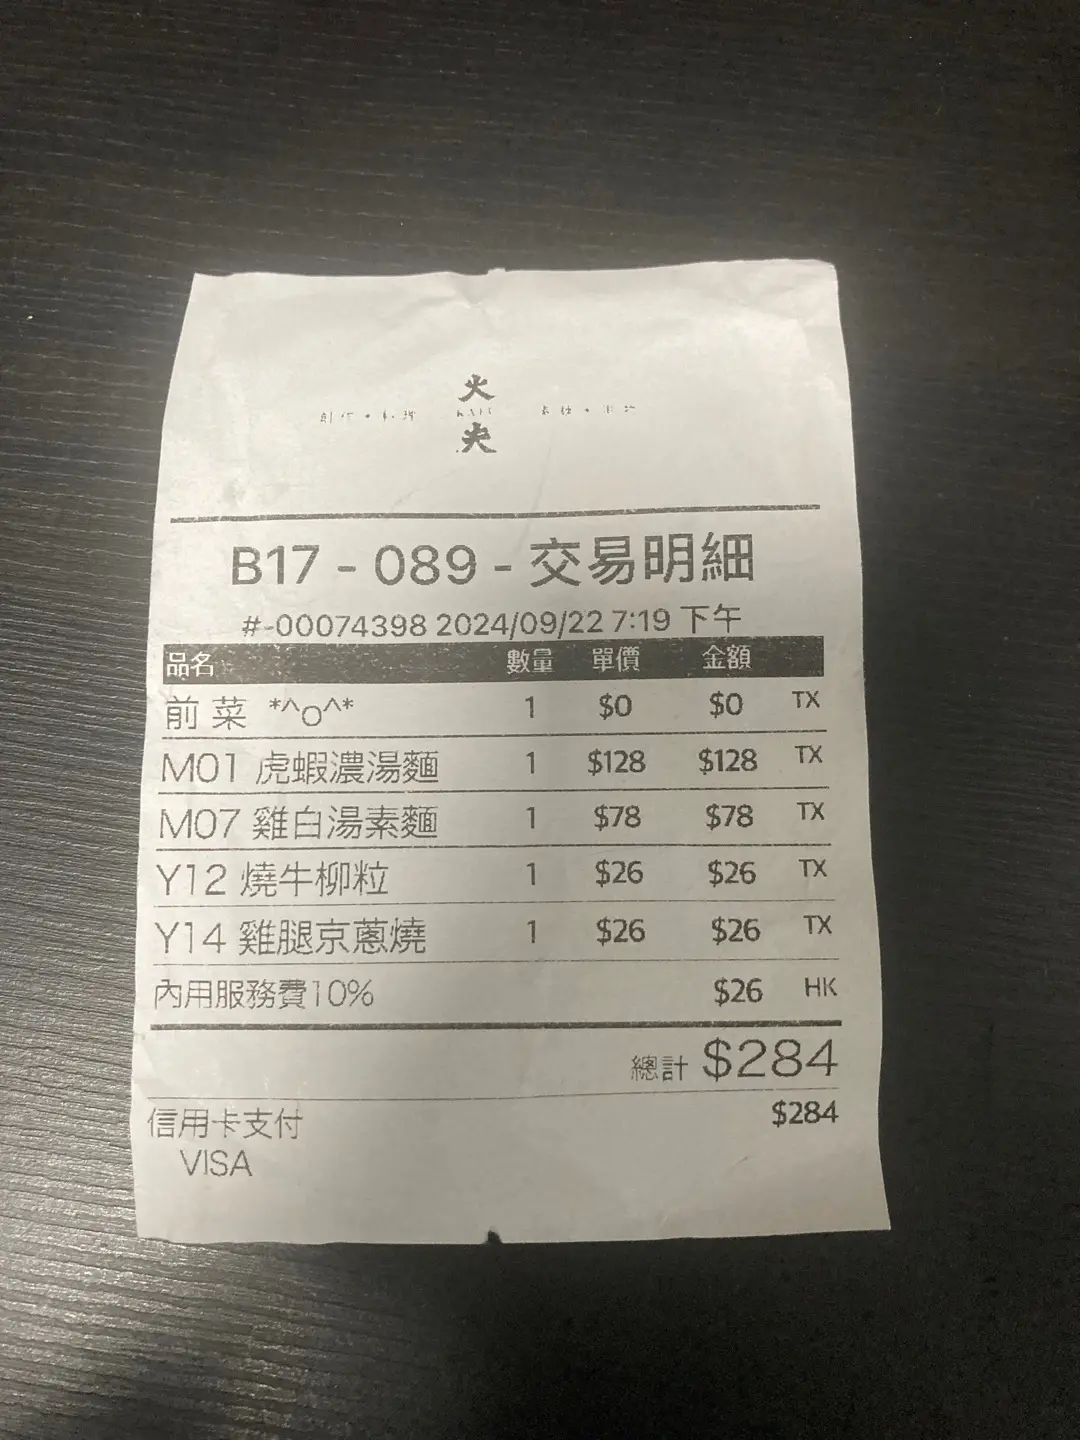 火
央
B17 - 089 - 交易明細
#-00074398 2024/09/22 7:19 下午
品名 數量 單價 金額
前 菜 *^o^* 1 $0 $0 TX
M01 虎蝦濃湯麵 1 $128 $128 TX
M07 雞白湯素麵 1 $78 $78 TX
Y12 燒牛柳粒 1 $26 $26 TX
Y14 雞腿京蔥燒 1 $26 $26 TX
內用服務費10% $26 HK
總計 $284
信用卡支付 $284
VISA